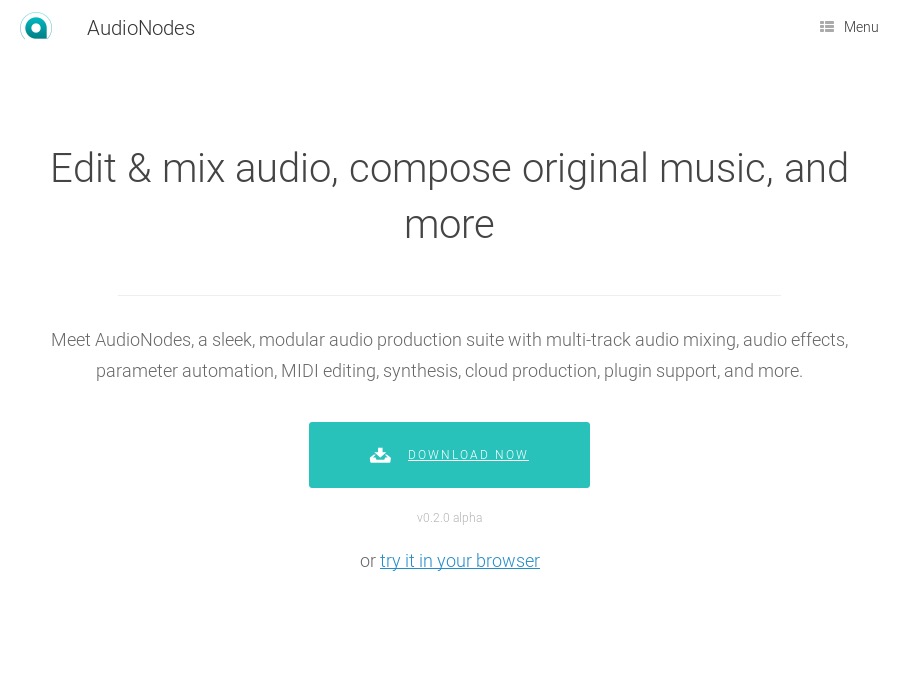 AudioNodes
Menu
Edit & mix audio, compose original music, and
more
Meet AudioNodes, a sleek, modular audio production suite with multi-track audio mixing, audio effects,
parameter automation, MIDI editing, synthesis, cloud production, plugin support, and more.
DOWNLOAD NOW
v0.2.0 alpha
or try it in your browser